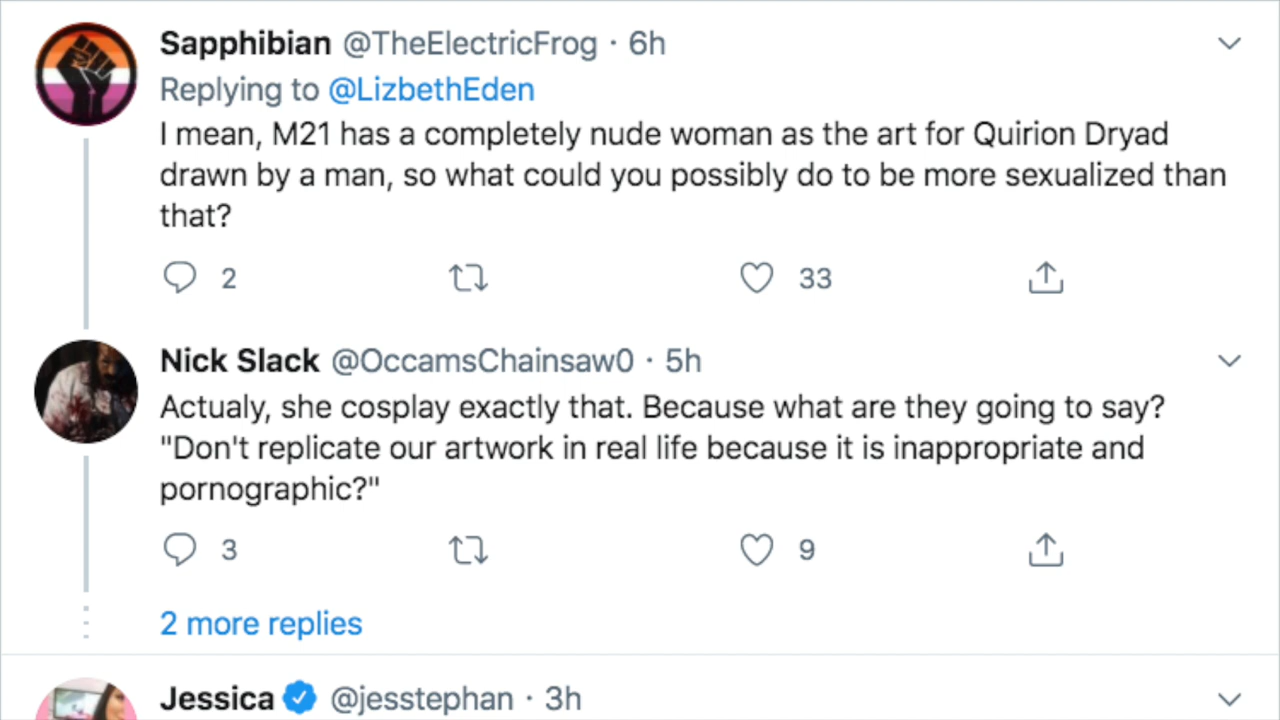 Sapphibian @TheElectricFrog · 6h
Replying to @LizbethEden
I mean, M21 has a completely nude woman as the art for Quirion Dryad
drawn by a man, so what could you possibly do to be more sexualized than
that?
2 33
Nick Slack @OccamsChainsaw0 · 5h
Actualy, she cosplay exactly that. Because what are they going to say?
"Don't replicate our artwork in real life because it is inappropriate and
pornographic?"
3 9
2 more replies
Jessica @jesstephan · 3h